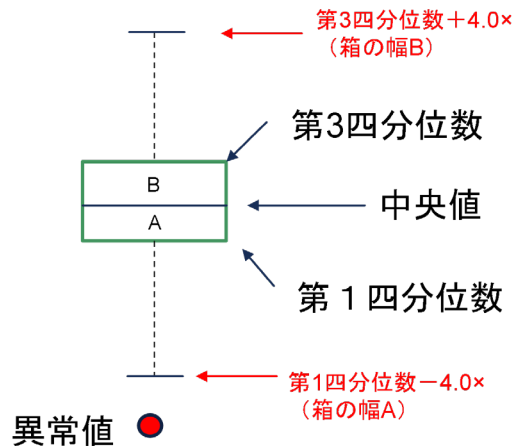 第3四分位数＋4.0×
（箱の幅B）
第3四分位数
B
中央値
A
第１四分位数
第1四分位数－4.0×
（箱の幅A）
異常値